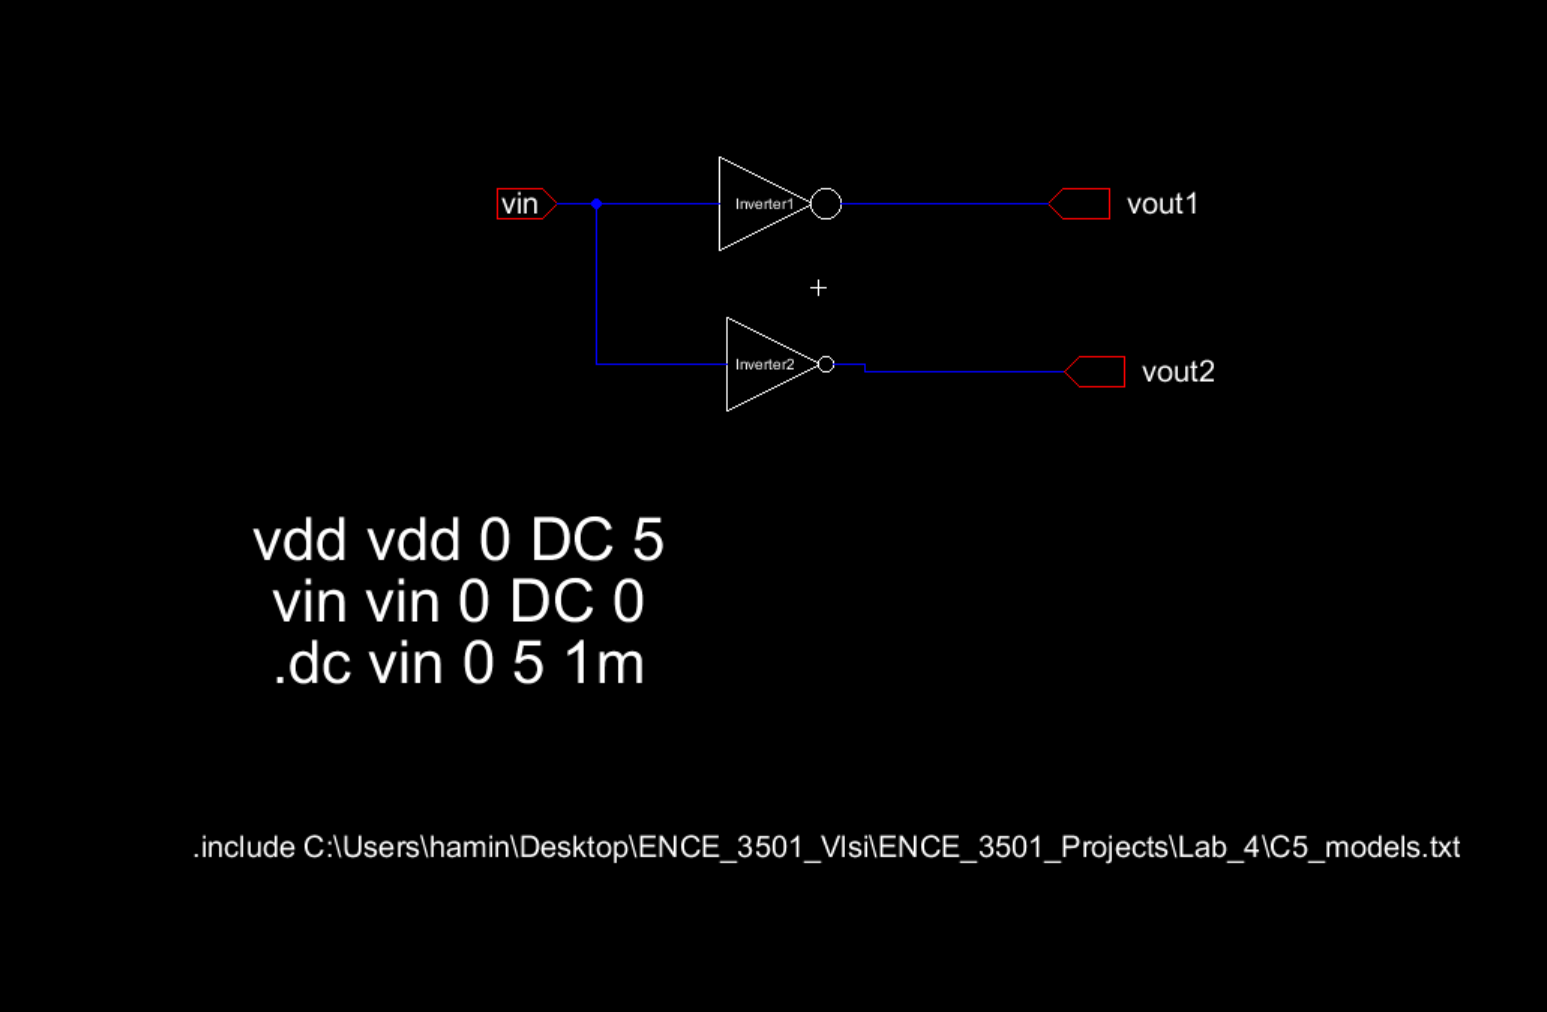 vin
Inverter1
vout1
Inverter2
vout2
vdd vdd 0 DC 5
vin vin 0 DC 0
.dc vin 0 5 1m
.include C:\Users\hamin\Desktop\ENCE_3501_Vlsi\ENCE_3501_Projects\Lab_4\C5_models.txt